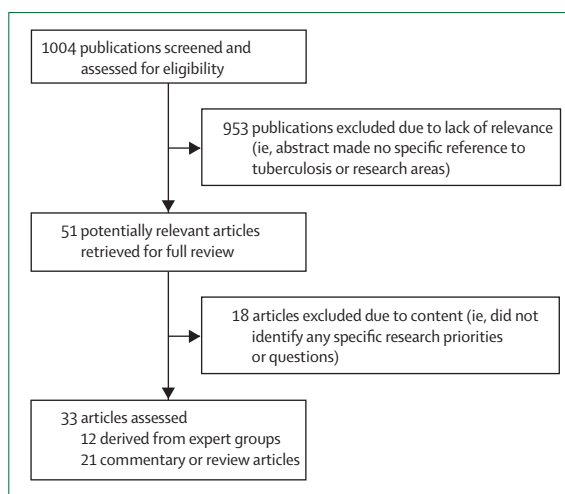 1004 publications screened and
assessed for eligibility
953 publications excluded due to lack of relevance
(ie, abstract made no specific reference to
tuberculosis or research areas)
51 potentially relevant articles
retrieved for full review
18 articles excluded due to content (ie, did not
identify any specific research priorities
or questions)
33 articles assessed
12 derived from expert groups
21 commentary or review articles